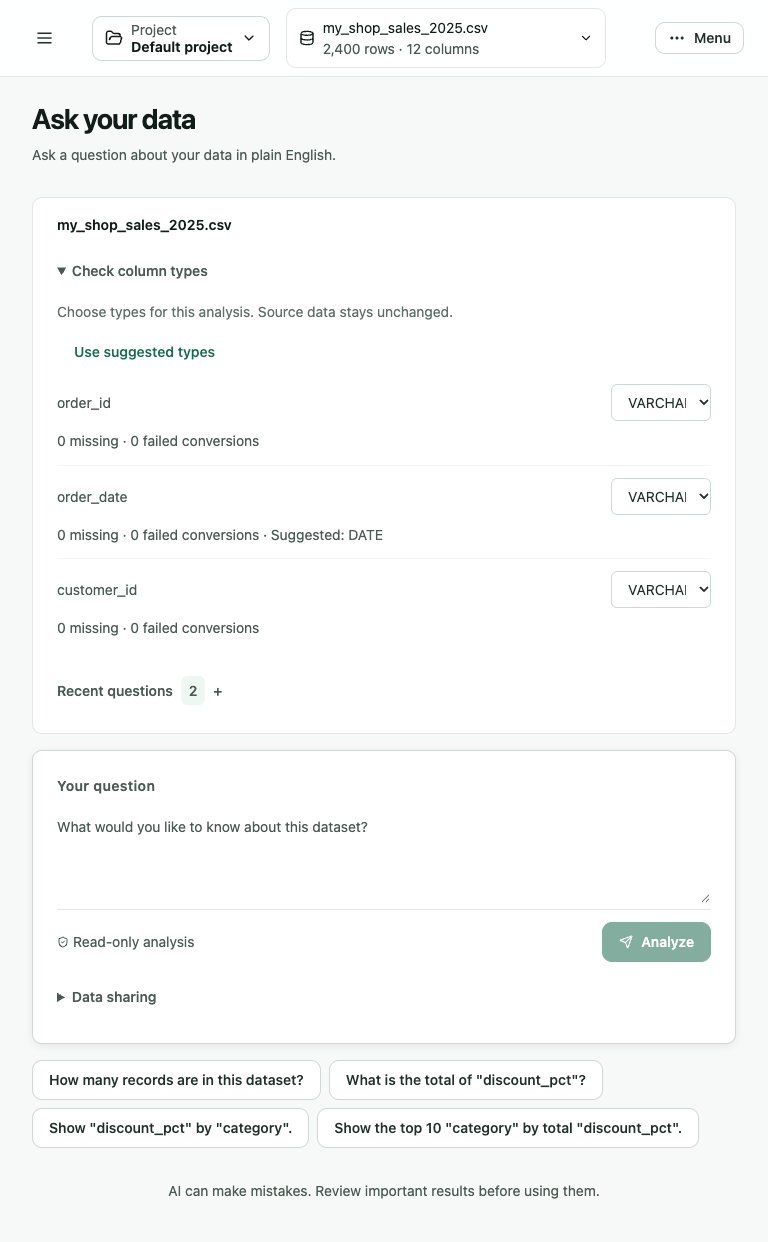 Project
Default project
my_shop_sales_2025.csv
2,400 rows · 12 columns
Menu
Ask your data
Ask a question about your data in plain English.
my_shop_sales_2025.csv
Check column types
Choose types for this analysis. Source data stays unchanged.
Use suggested types
order_id
VARCHA
0 missing · 0 failed conversions
order_date
VARCHA
0 missing · 0 failed conversions · Suggested: DATE
customer_id
VARCHA
0 missing · 0 failed conversions
Recent questions 2 +
Your question
What would you like to know about this dataset?
Read-only analysis
Analyze
Data sharing
How many records are in this dataset?
What is the total of "discount_pct"?
Show "discount_pct" by "category".
Show the top 10 "category" by total "discount_pct".
AI can make mistakes. Review important results before using them.